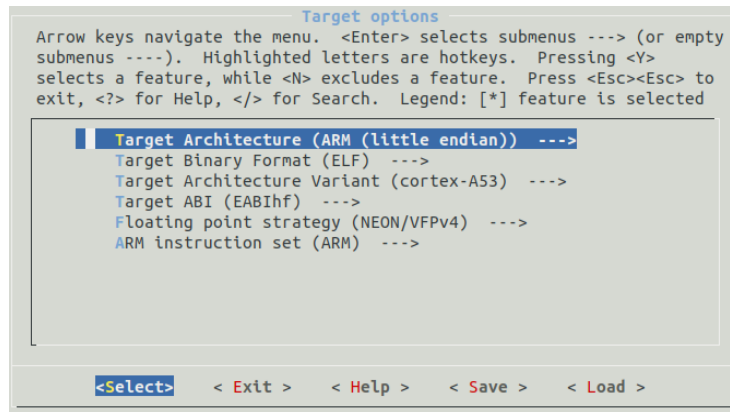 Target options
Arrow keys navigate the menu.  <Enter> selects submenus ---> (or empty
submenus ----).  Highlighted letters are hotkeys.  Pressing <Y>
selects a feature, while <N> excludes a feature.  Press <Esc><Esc> to
exit, <?> for Help, </> for Search.  Legend: [*] feature is selected
Target Architecture (ARM (little endian))  --->
Target Binary Format (ELF)  --->
Target Architecture Variant (cortex-A53)  --->
Target ABI (EABIhf)  --->
Floating point strategy (NEON/VFPv4)  --->
ARM instruction set (ARM)  --->
<Select>    < Exit >    < Help >    < Save >    < Load >